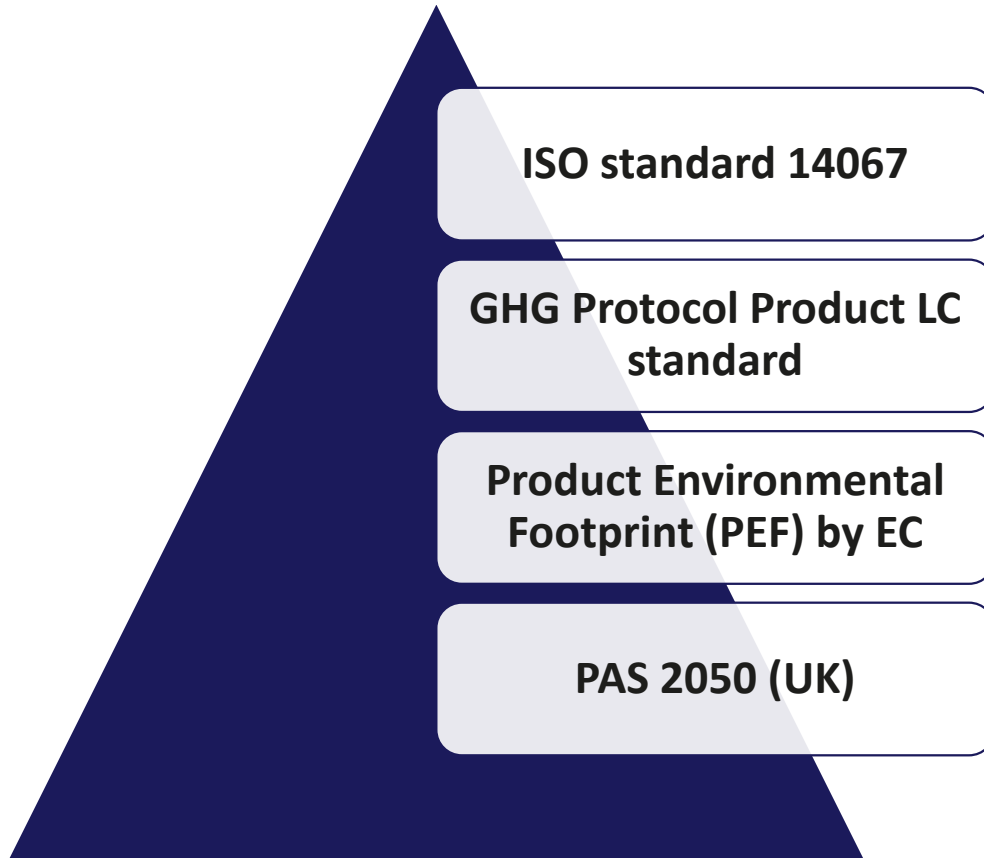 ISO standard 14067
GHG Protocol Product LC
standard
Product Environmental
Footprint (PEF) by EC
PAS 2050 (UK)